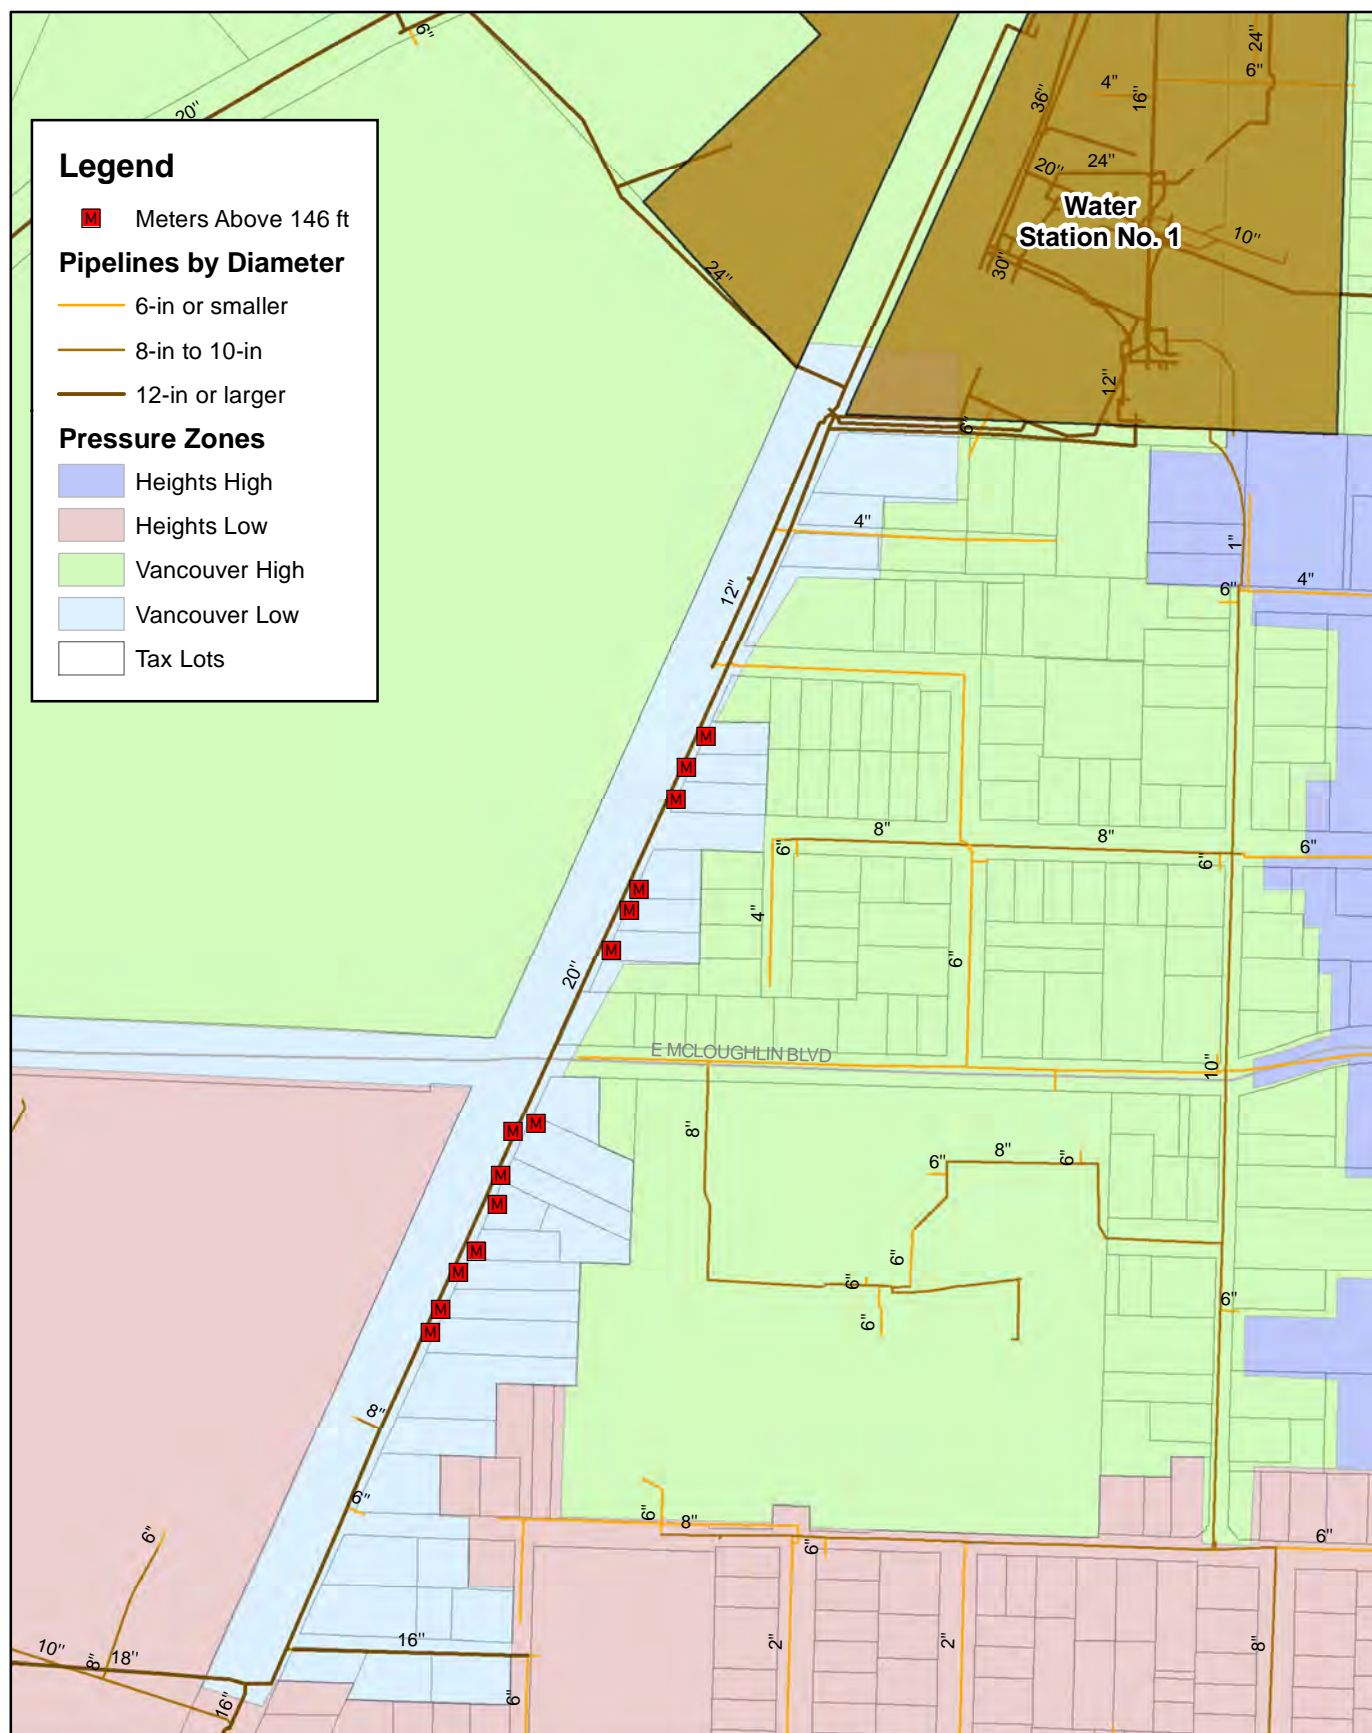 6"
20"
24"
36"
4"
16"
6"
20"
24"
Water
Station No. 1
10"
30"
24"
12"
6"
Legend
M Meters Above 146 ft
Pipelines by Diameter
6-in or smaller
8-in to 10-in
12-in or larger
Pressure Zones
Heights High
Heights Low
Vancouver High
Vancouver Low
Tax Lots
4"
1"
12"
6"
4"
M
M
M
8"
8"
6"
6"
6"
M
M
4"
M
6"
20"
E MCLOUGHLIN BLVD
10"
M
M
8"
8"
6"
6"
M
M
M
M
6"
6"
M
6"
6"
M
8"
6"
6"
8"
6"
6"
6"
16"
2"
2"
8"
10"
18"
8"
16"
6"